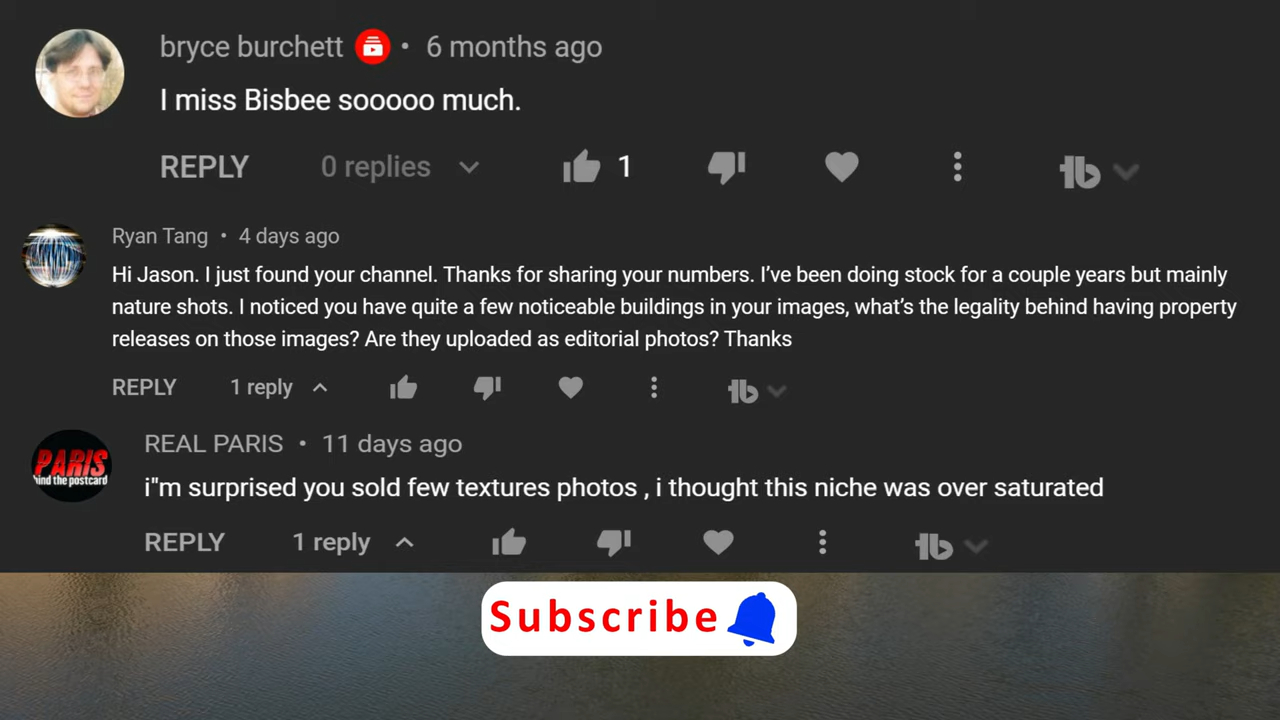 bryce burchett • 6 months ago
I miss Bisbee sooooo much.
REPLY 0 replies 1
Ryan Tang • 4 days ago
Hi Jason. I just found your channel. Thanks for sharing your numbers. I’ve been doing stock for a couple years but mainly
nature shots. I noticed you have quite a few noticeable buildings in your images, what’s the legality behind having property
releases on those images? Are they uploaded as editorial photos? Thanks
REPLY 1 reply
PARIS
hind the postcard
REAL PARIS • 11 days ago
i"m surprised you sold few textures photos , i thought this niche was over saturated
REPLY 1 reply
Subscribe